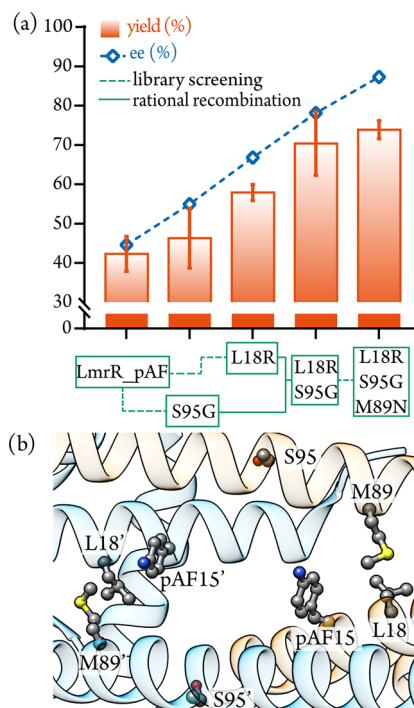 (a)
yield (%)
ee (%)
library screening
rational recombination
100
90
80
70
60
50
40
30
0
LmrR_pAF
L18R
S95G
L18R
S95G
L18R
S95G
M89N
(b)
S95
M89
L18'
pAF15'
pAF15
L18
M89'
S95'